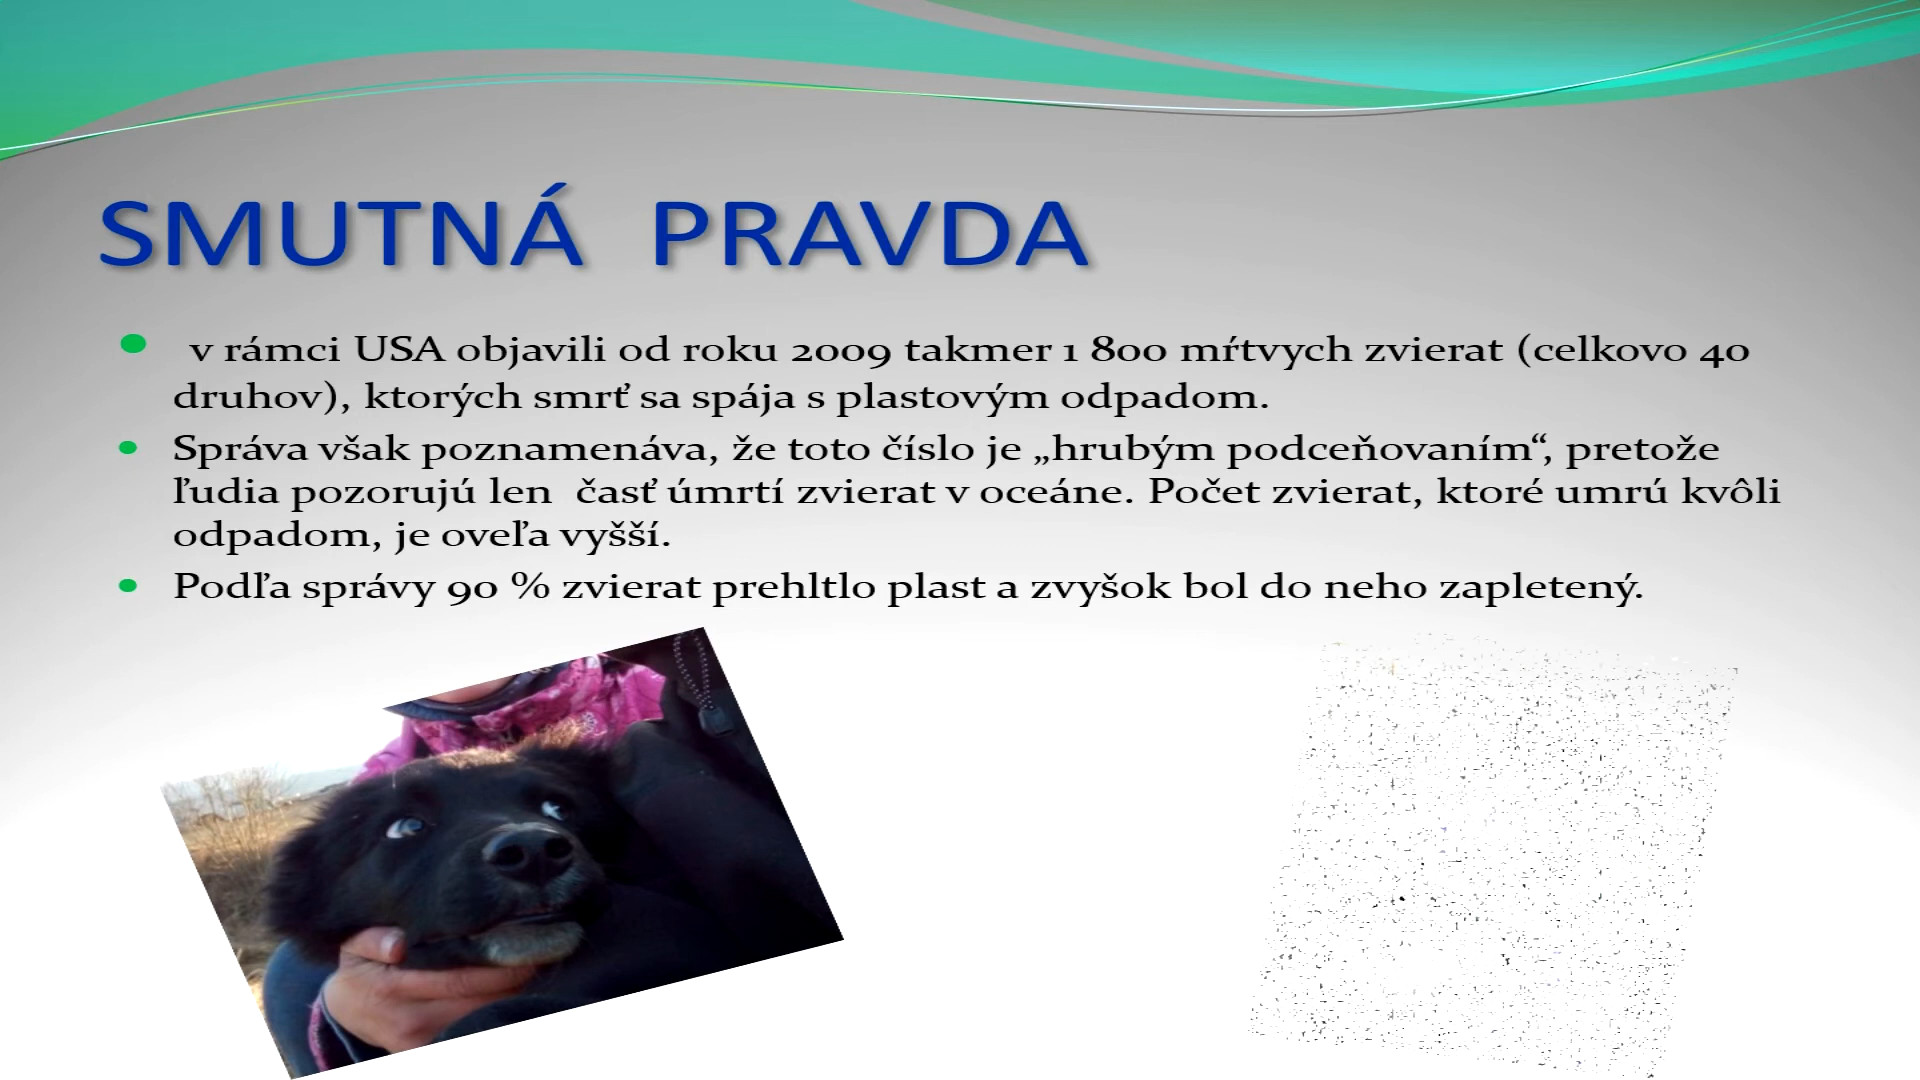 SMUTNÁ PRAVDA
v rámci USA objavili od roku 2009 takmer 1 800 mŕtvych zvierat (celkovo 40
druhov), ktorých smrť sa spája s plastovým odpadom.
Správa však poznamenáva, že toto číslo je „hrubým podceňovaním“, pretože
ľudia pozorujú len časť úmrtí zvierat v oceáne. Počet zvierat, ktoré umrú kvôli
odpadom, je oveľa vyšší.
Podľa správy 90 % zvierat prehltlo plast a zvyšok bol do neho zapletený.